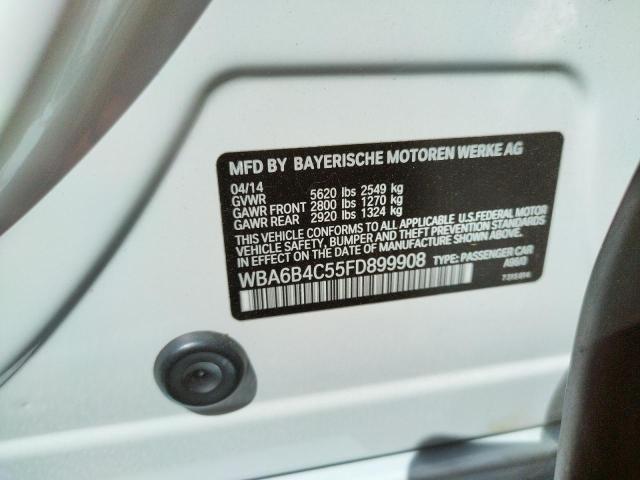 MFD BY BAYERISCHE MOTOREN WERKE AG
04/14
GVWR 5620 lbs 2549 kg
GAWR FRONT 2800 lbs 1270 kg
GAWR REAR 2920 lbs 1324 kg
THIS VEHICLE CONFORMS TO ALL APPLICABLE U.S.FEDERAL MOTOR
VEHICLE SAFETY, BUMPER AND THEFT PREVENTION STANDARDS
IN EFFECT ON THE DATE OF MANUFACTURE SHOWN ABOVE.
WBA6B4C55FD899908 TYPE: PASSENGER CAR